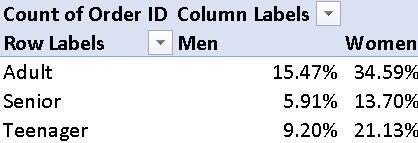 Count of Order ID Column Labels
Row Labels Men Women
Adult 15.47% 34.59%
Senior 5.91% 13.70%
Teenager 9.20% 21.13%